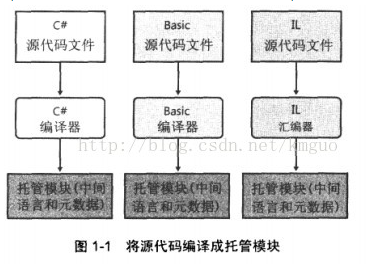 C#
源代码文件
Basic
源代码文件
IL
源代码文件
C#
编译器
Basic
编译器
IL
汇编器
http://blog.csdn.net/kmguo
托管模块(中间
语言和元数据)
托管模块(中间
语言和元数据)
托管模块(中间
语言和元数据)
图 1-1 将源代码编译成托管模块